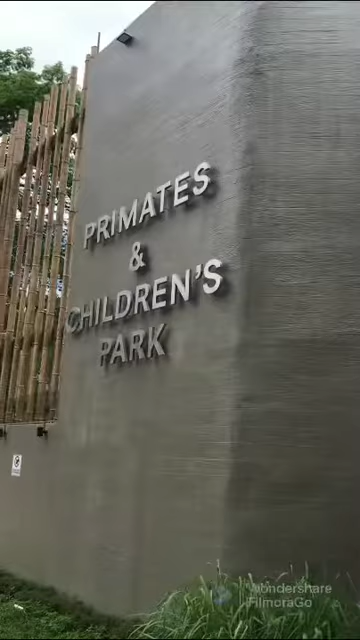 PRIMATES
&
CHILDREN'S
PARK
Wondershare
FilmoraGo